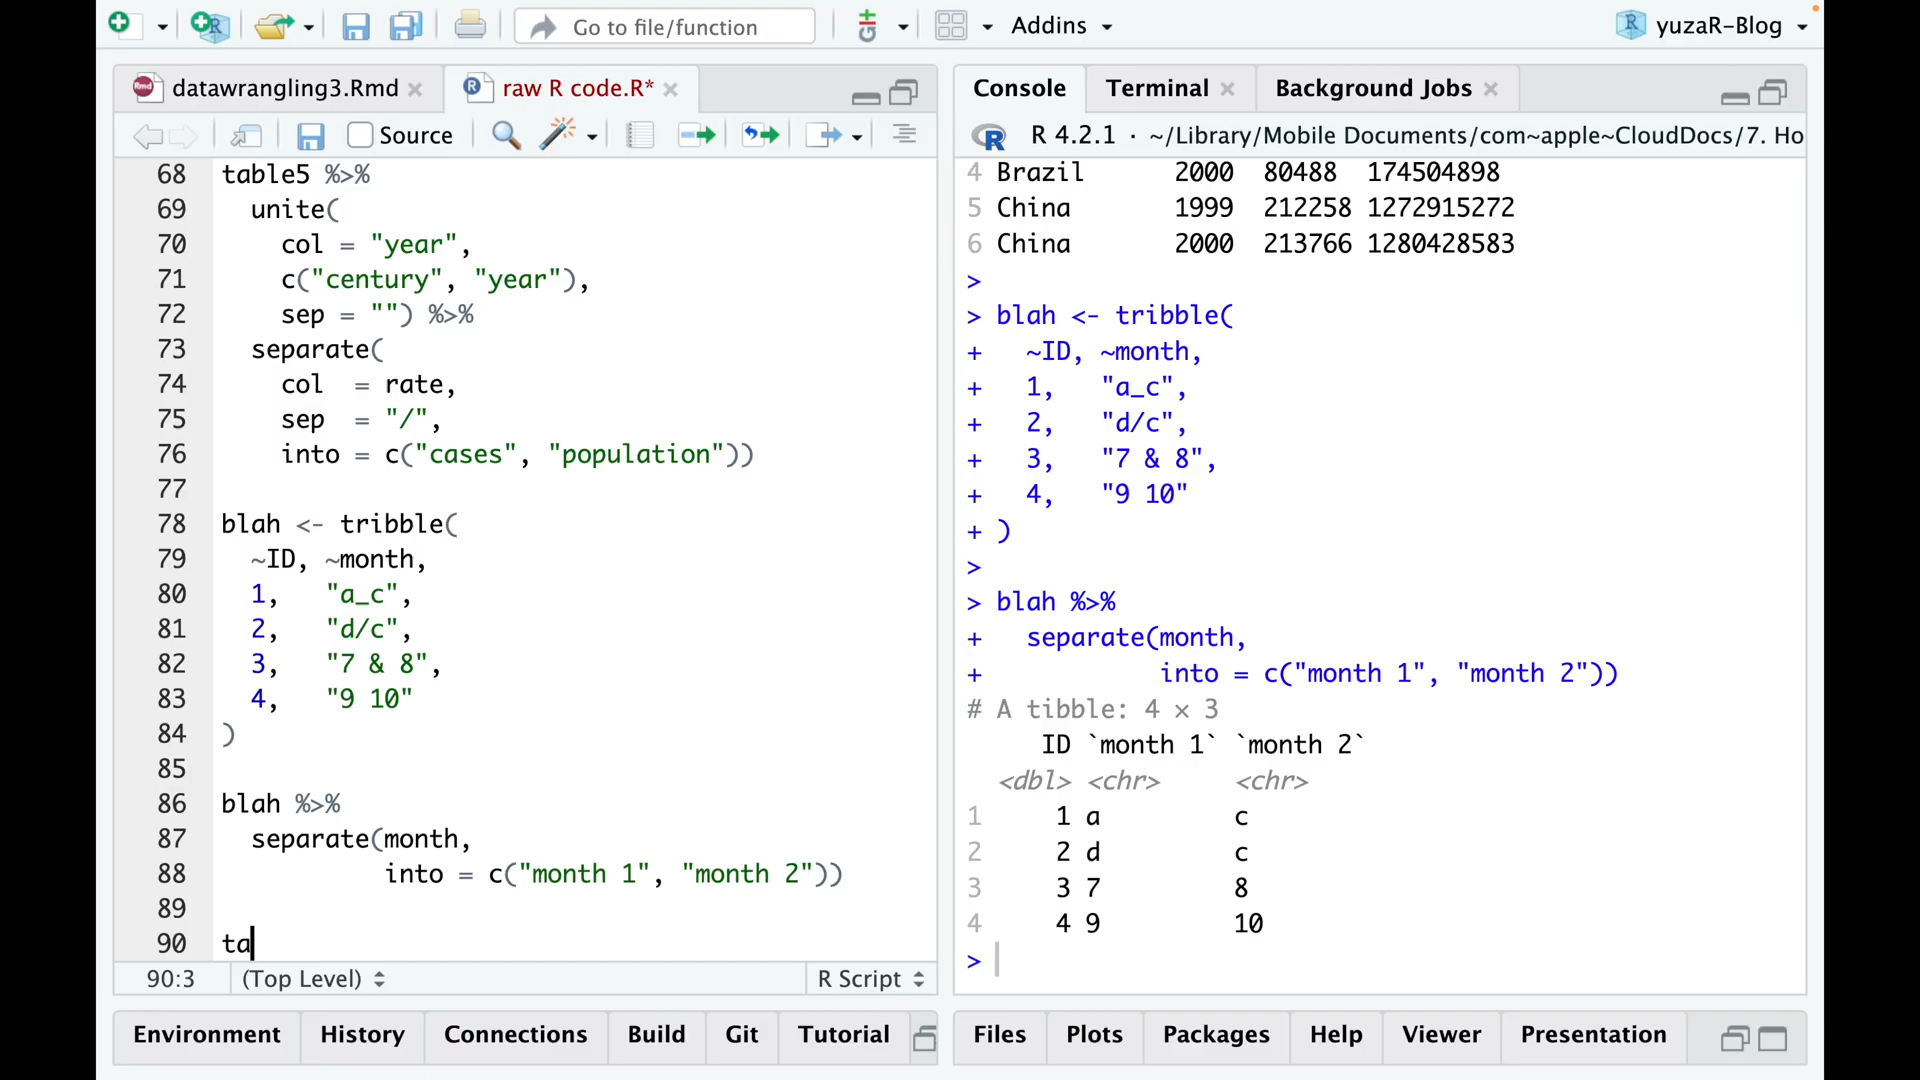 Go to file/function
Git
Addins
yuzaR-Blog
datawrangling3.Rmd
raw R code.R*
Source
68 table5 %>%
69 unite(
70 col = "year",
71 c("century", "year"),
72 sep = "") %>%
73 separate(
74 col  = rate,
75 sep  = "/",
76 into = c("cases", "population"))
77
78 blah <- tribble(
79 ~ID, ~month,
80 1,   "a_c",
81 2,   "d/c",
82 3,   "7 & 8",
83 4,   "9 10"
84 )
85
86 blah %>%
87 separate(month,
88 into = c("month 1", "month 2"))
89
90 ta
90:3 (Top Level) R Script
Environment History Connections Build Git Tutorial
Console Terminal Background Jobs
R 4.2.1 · ~/Library/Mobile Documents/com~apple~CloudDocs/7. Ho
4 Brazil 2000 80488 174504898
5 China 1999 212258 1272915272
6 China 2000 213766 1280428583
>
> blah <- tribble(
+ ~ID, ~month,
+ 1,   "a_c",
+ 2,   "d/c",
+ 3,   "7 & 8",
+ 4,   "9 10"
+ )
>
> blah %>%
+ separate(month,
+ into = c("month 1", "month 2"))
# A tibble: 4 × 3
ID `month 1` `month 2`
<dbl> <chr> <chr>
1 1 a c
2 2 d c
3 3 7 8
4 4 9 10
>
Files Plots Packages Help Viewer Presentation